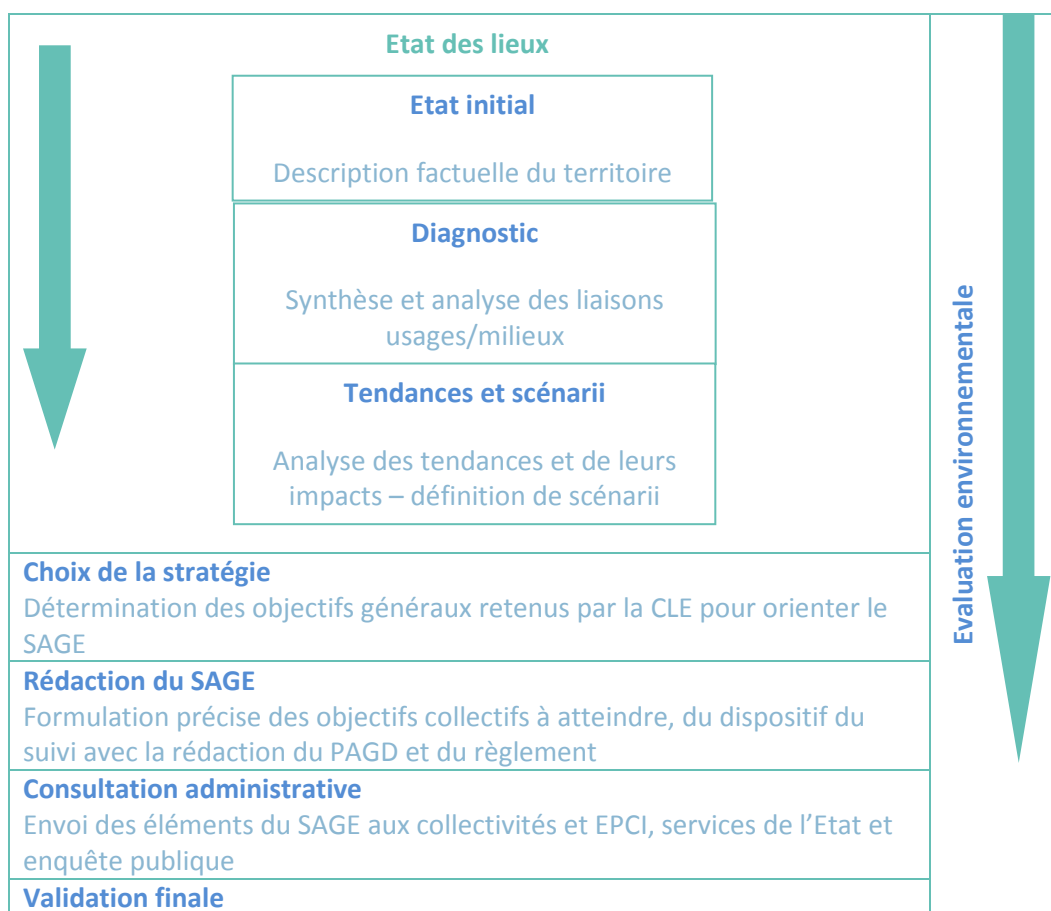 Etat des lieux
Etat initial
Description factuelle du territoire
Diagnostic
Synthèse et analyse des liaisons
usages/milieux
Tendances et scénarii
Analyse des tendances et de leurs
impacts – définition de scénarii
Choix de la stratégie
Détermination des objectifs généraux retenus par la CLE pour orienter le
SAGE
Rédaction du SAGE
Formulation précise des objectifs collectifs à atteindre, du dispositif du
suivi avec la rédaction du PAGD et du règlement
Consultation administrative
Envoi des éléments du SAGE aux collectivités et EPCI, services de l’Etat et
enquête publique
Validation finale
Evaluation environnementale